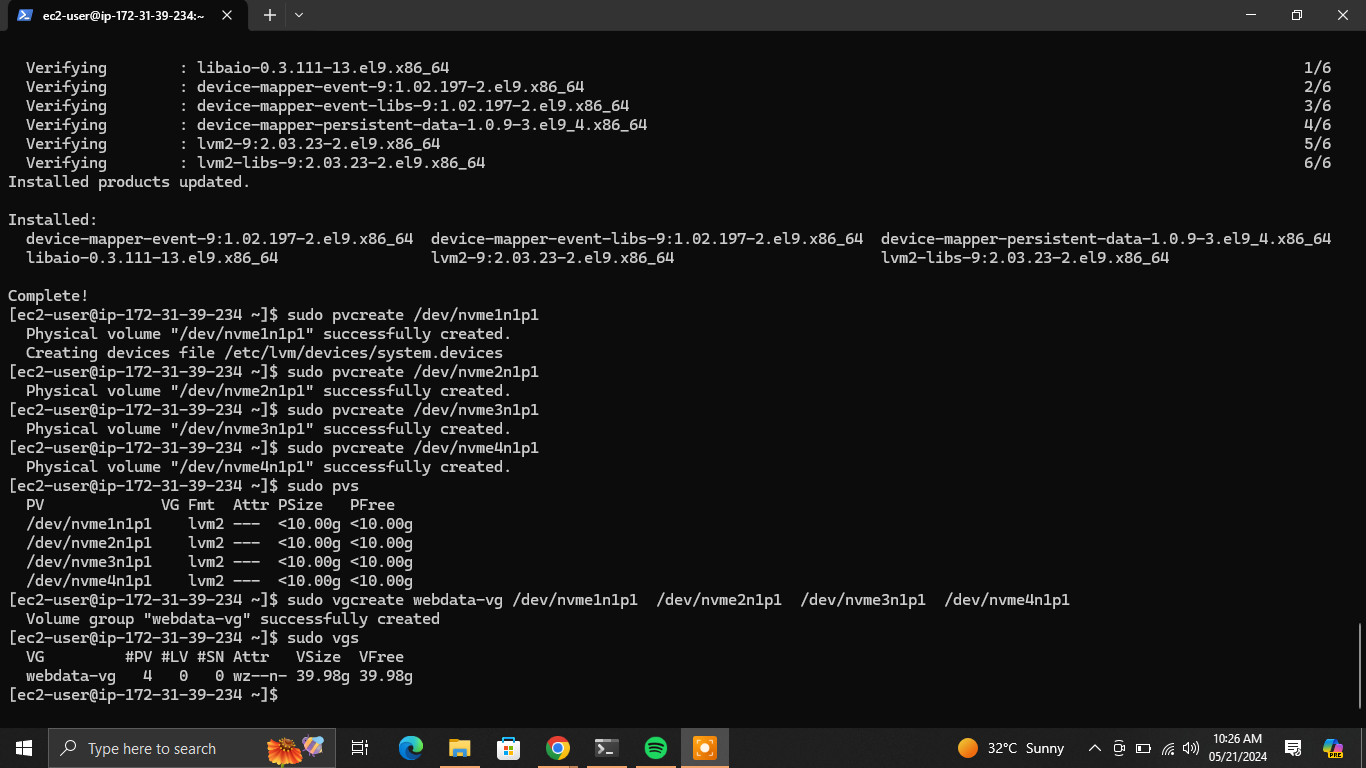 ec2-user@ip-172-31-39-234:~
Verifying        : libaio-0.3.111-13.el9.x86_64 1/6
Verifying        : device-mapper-event-9:1.02.197-2.el9.x86_64 2/6
Verifying        : device-mapper-event-libs-9:1.02.197-2.el9.x86_64 3/6
Verifying        : device-mapper-persistent-data-1.0.9-3.el9_4.x86_64 4/6
Verifying        : lvm2-9:2.03.23-2.el9.x86_64 5/6
Verifying        : lvm2-libs-9:2.03.23-2.el9.x86_64 6/6
Installed products updated.
Installed:
device-mapper-event-9:1.02.197-2.el9.x86_64  device-mapper-event-libs-9:1.02.197-2.el9.x86_64  device-mapper-persistent-data-1.0.9-3.el9_4.x86_64
libaio-0.3.111-13.el9.x86_64  lvm2-9:2.03.23-2.el9.x86_64  lvm2-libs-9:2.03.23-2.el9.x86_64
Complete!
[ec2-user@ip-172-31-39-234 ~]$ sudo pvcreate /dev/nvme1n1p1
Physical volume "/dev/nvme1n1p1" successfully created.
Creating devices file /etc/lvm/devices/system.devices
[ec2-user@ip-172-31-39-234 ~]$ sudo pvcreate /dev/nvme2n1p1
Physical volume "/dev/nvme2n1p1" successfully created.
[ec2-user@ip-172-31-39-234 ~]$ sudo pvcreate /dev/nvme3n1p1
Physical volume "/dev/nvme3n1p1" successfully created.
[ec2-user@ip-172-31-39-234 ~]$ sudo pvcreate /dev/nvme4n1p1
Physical volume "/dev/nvme4n1p1" successfully created.
[ec2-user@ip-172-31-39-234 ~]$ sudo pvs
PV             VG Fmt  Attr PSize   PFree
/dev/nvme1n1p1    lvm2 ---  <10.00g <10.00g
/dev/nvme2n1p1    lvm2 ---  <10.00g <10.00g
/dev/nvme3n1p1    lvm2 ---  <10.00g <10.00g
/dev/nvme4n1p1    lvm2 ---  <10.00g <10.00g
[ec2-user@ip-172-31-39-234 ~]$ sudo vgcreate webdata-vg /dev/nvme1n1p1  /dev/nvme2n1p1  /dev/nvme3n1p1  /dev/nvme4n1p1
Volume group "webdata-vg" successfully created
[ec2-user@ip-172-31-39-234 ~]$ sudo vgs
VG         #PV #LV #SN Attr   VSize  VFree
webdata-vg   4   0   0 wz--n- 39.98g 39.98g
[ec2-user@ip-172-31-39-234 ~]$
Type here to search
32°C  Sunny
10:26 AM
05/21/2024
PRE